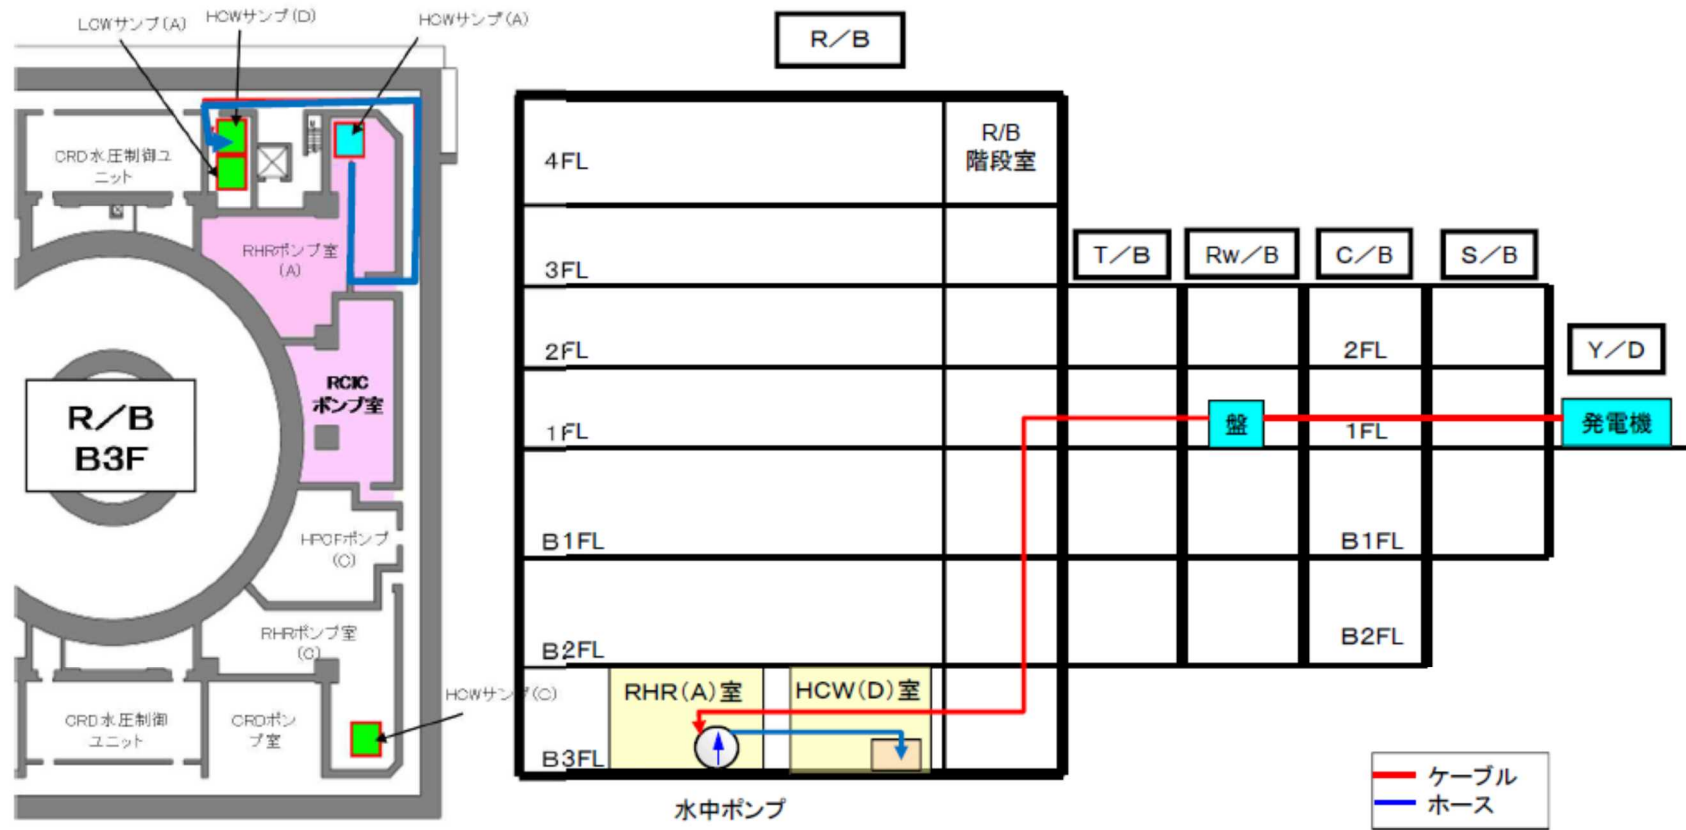 LCWサンプ(A)
HCWサンプ(D)
HCWサンプ(A)
CRD水圧制御ユ
ニット
RHRポンプ室
(A)
RCIC
ポンプ室
R/B
B3F
HPCFポンプ
(C)
RHRポンプ室
(C)
HCWサンプ(C)
CRD水圧制御
ユニット
CRDポン
プ室
R/B
4FL
R/B
階段室
3FL
T/B
Rw/B
C/B
S/B
2FL
2FL
Y/D
1FL
盤
1FL
発電機
B1FL
B1FL
B2FL
B2FL
RHR(A)室
HCW(D)室
B3FL
水中ポンプ
ケーブル
ホース